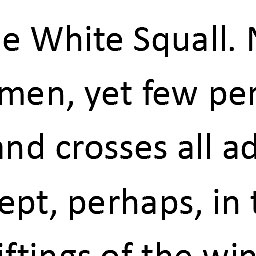 e White Squall. N
men, yet few per
and crosses all ad
ept, perhaps, in t
iftings of the win